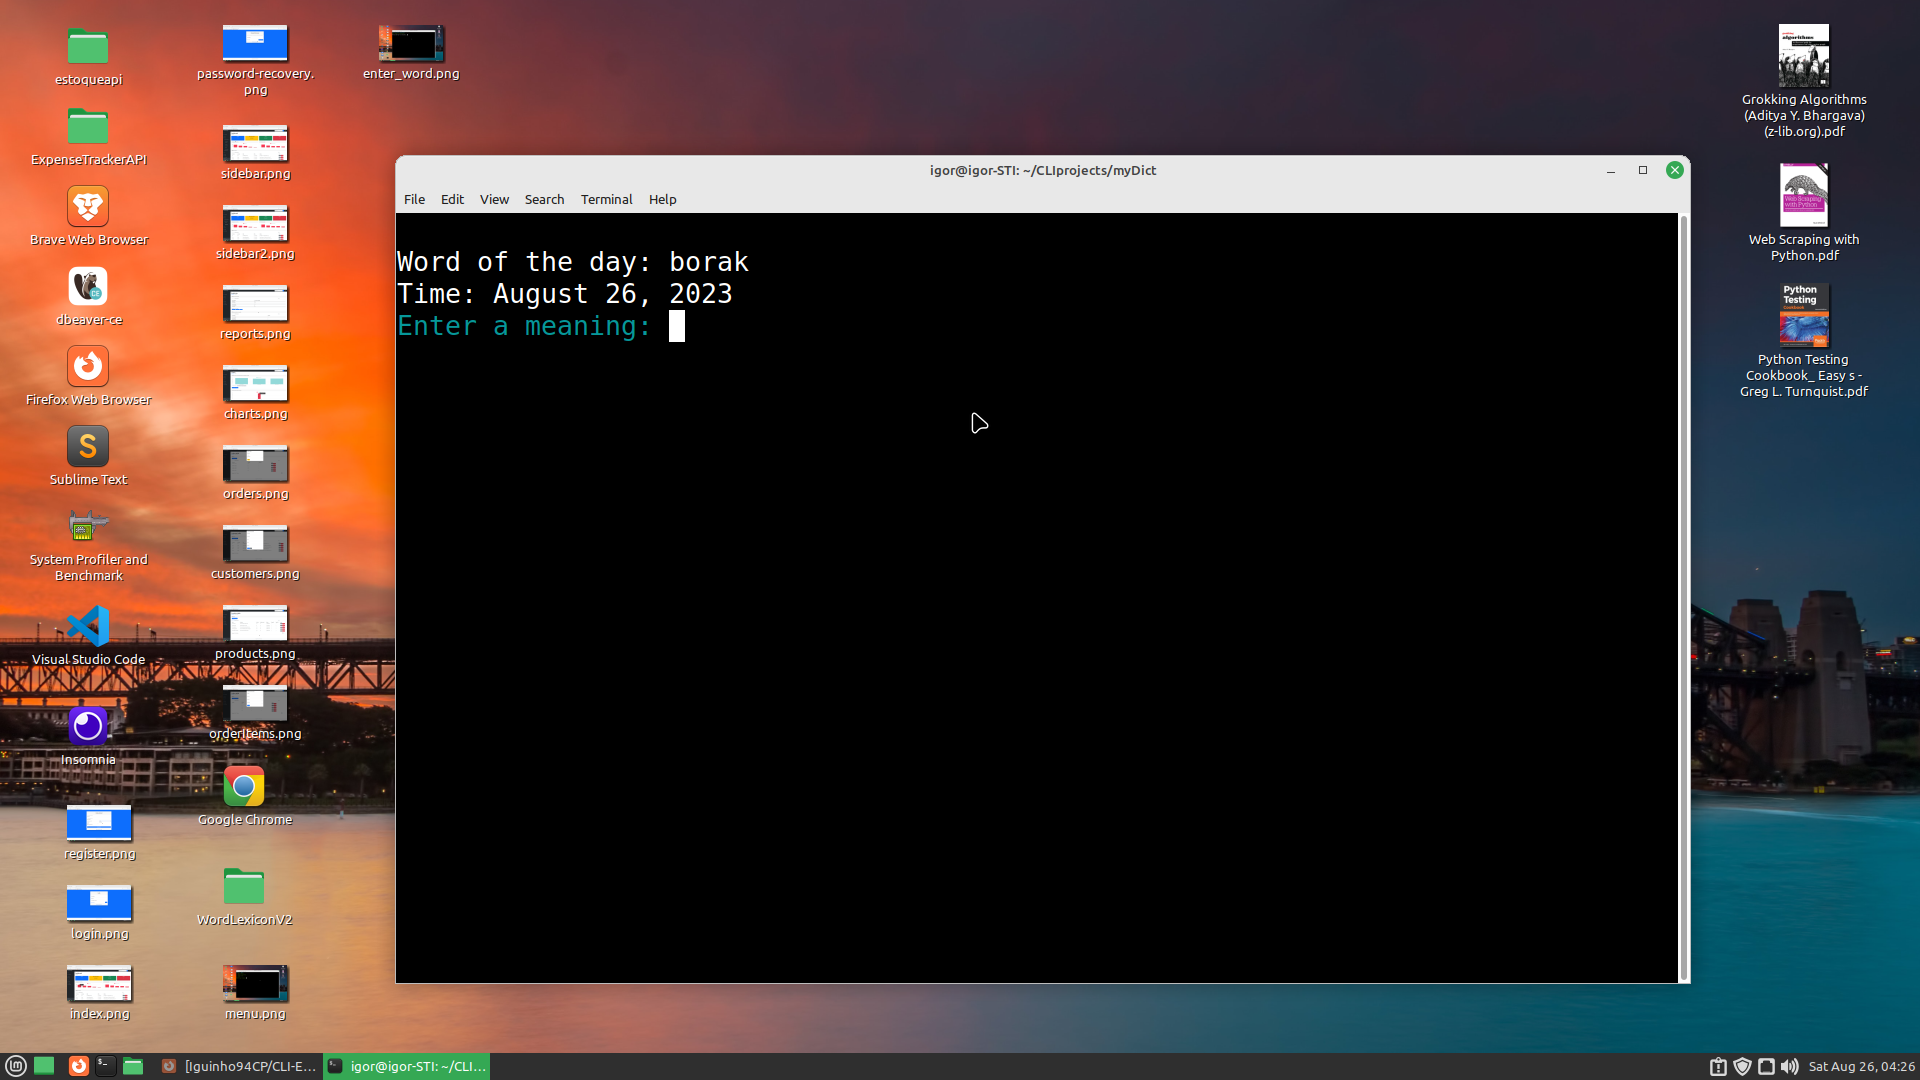 estoqueapi
ExpenseTrackerAPI
Brave Web Browser
dbeaver-ce
Firefox Web Browser
Sublime Text
System Profiler and
Benchmark
Visual Studio Code
Insomnia
register.png
login.png
index.png
password-recovery.
png
sidebar.png
sidebar2.png
reports.png
charts.png
orders.png
customers.png
products.png
orderitems.png
Google Chrome
WordLexiconV2
menu.png
enter_word.png
igor@igor-STI: ~/CLIprojects/myDict
File Edit View Search Terminal Help
Word of the day: borak
Time: August 26, 2023
Enter a meaning:
Grokking Algorithms
(Aditya Y. Bhargava)
(z-lib.org).pdf
Web Scraping with
Python.pdf
Python
Testing
Python Testing
Cookbook_ Easy s -
Greg L. Turnquist.pdf
[Iguinho94CP/CLI-E...
igor@igor-STI: ~/CLI...
Sat Aug 26, 04:26